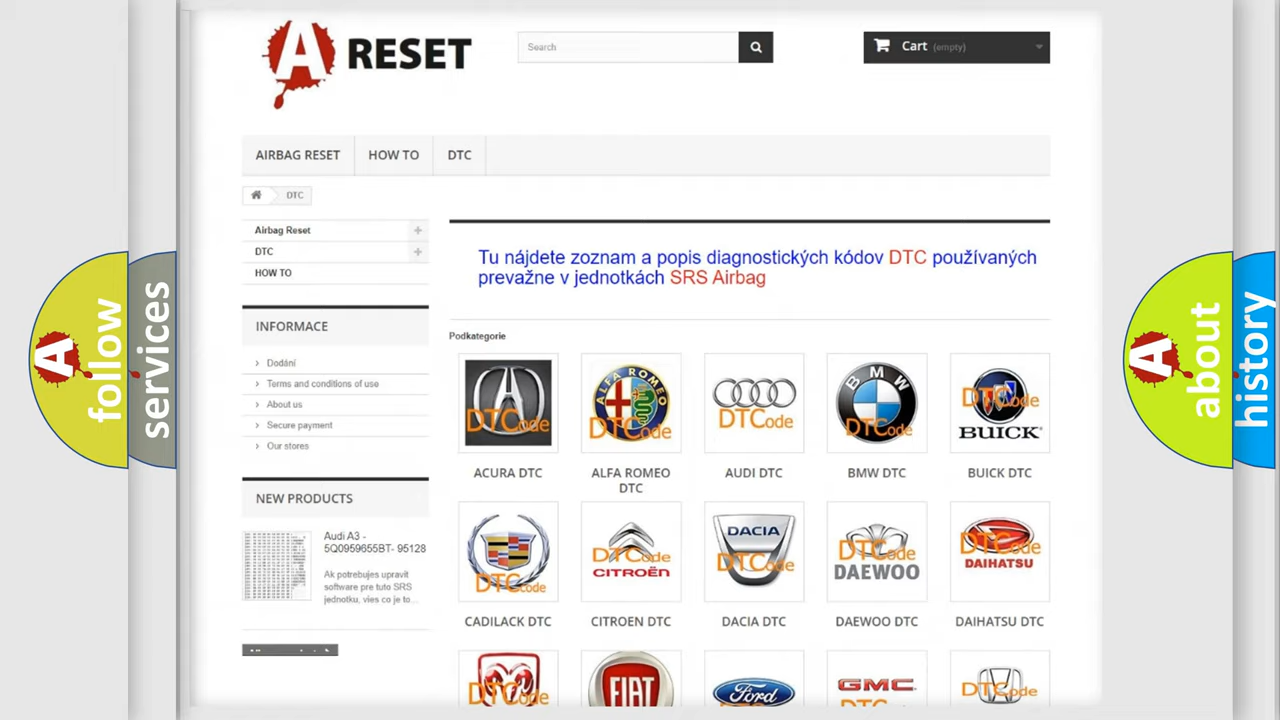 A RESET
Search
Cart (empty)
AIRBAG RESET
HOW TO
DTC
DTC
Airbag Reset
DTC
HOW TO
Tu nájdete zoznam a popis diagnostických kódov DTC používaných
prevažne v jednotkách SRS Airbag
INFORMACE
Dodání
Terms and conditions of use
About us
Secure payment
Our stores
Podkategorie
ALFA ROMEO
BMW
DTCode
DTCode
DTCode
DTCode
DTCode
BUICK
ACURA DTC
ALFA ROMEO
DTC
AUDI DTC
BMW DTC
BUICK DTC
NEW PRODUCTS
Audi A3 -
5Q0959655BT- 95128
Ak potrebujes upravit
software pre tuto SRS
jednotku, vies co je to...
DTCode
DTCode
CITROËN
DACIA
DTCode
DTCode
DAEWOO
DTCode
DAIHATSU
CADILACK DTC
CITROEN DTC
DACIA DTC
DAEWOO DTC
DAIHATSU DTC
DTCode
FIAT
Ford
GMC
DTCode
A
follow
services
A
about
history